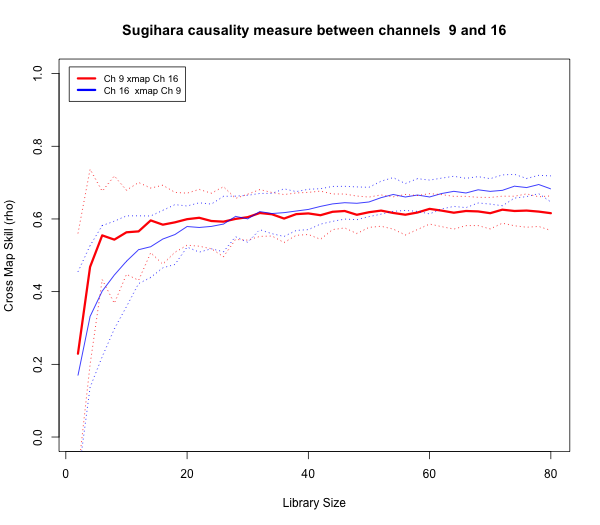 Sugihara causality measure between channels  9 and 16
Ch 9 xmap Ch 16
Ch 16  xmap Ch 9
Cross Map Skill (rho)
1.0
0.8
0.6
0.4
0.2
0.0
0 20 40 60 80
Library Size